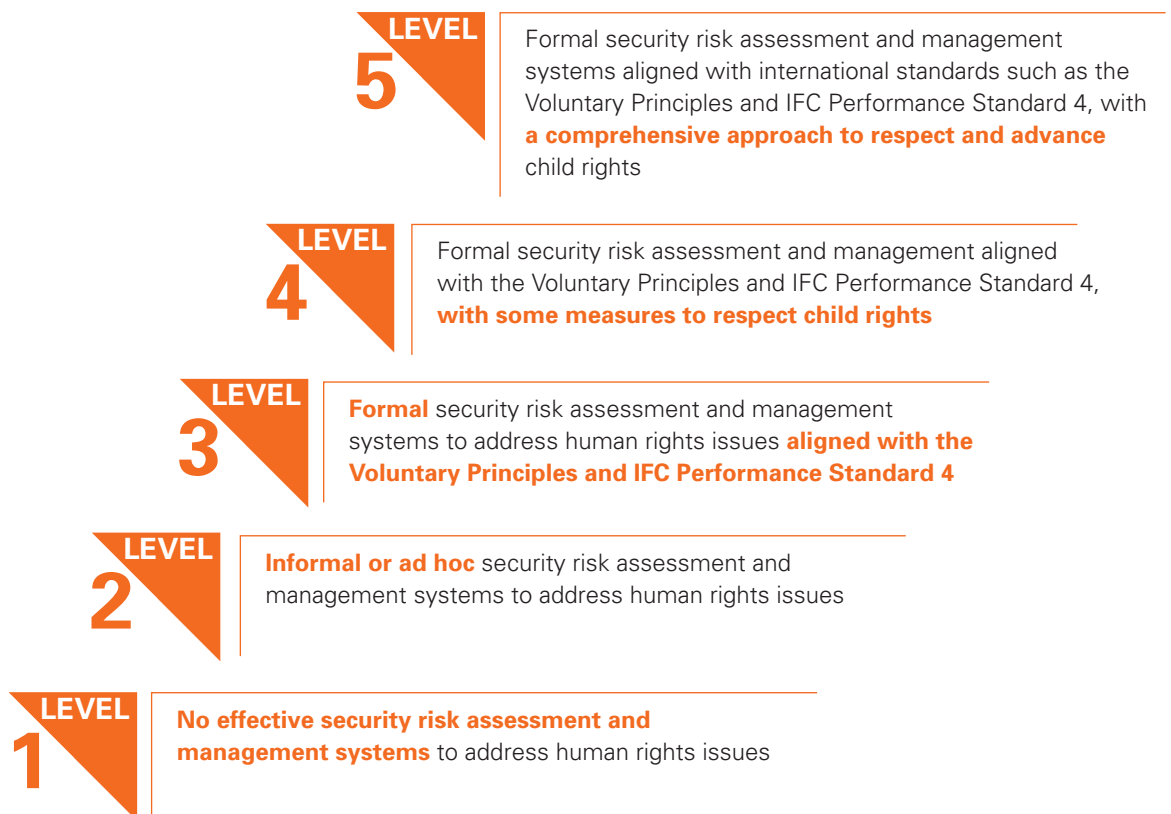 LEVEL
5
Formal security risk assessment and management
systems aligned with international standards such as the
Voluntary Principles and IFC Performance Standard 4, with
a comprehensive approach to respect and advance
child rights
LEVEL
4
Formal security risk assessment and management aligned
with the Voluntary Principles and IFC Performance Standard 4,
with some measures to respect child rights
LEVEL
3
Formal security risk assessment and management
systems to address human rights issues aligned with the
Voluntary Principles and IFC Performance Standard 4
LEVEL
2
Informal or ad hoc security risk assessment and
management systems to address human rights issues
LEVEL
1
No effective security risk assessment and
management systems to address human rights issues